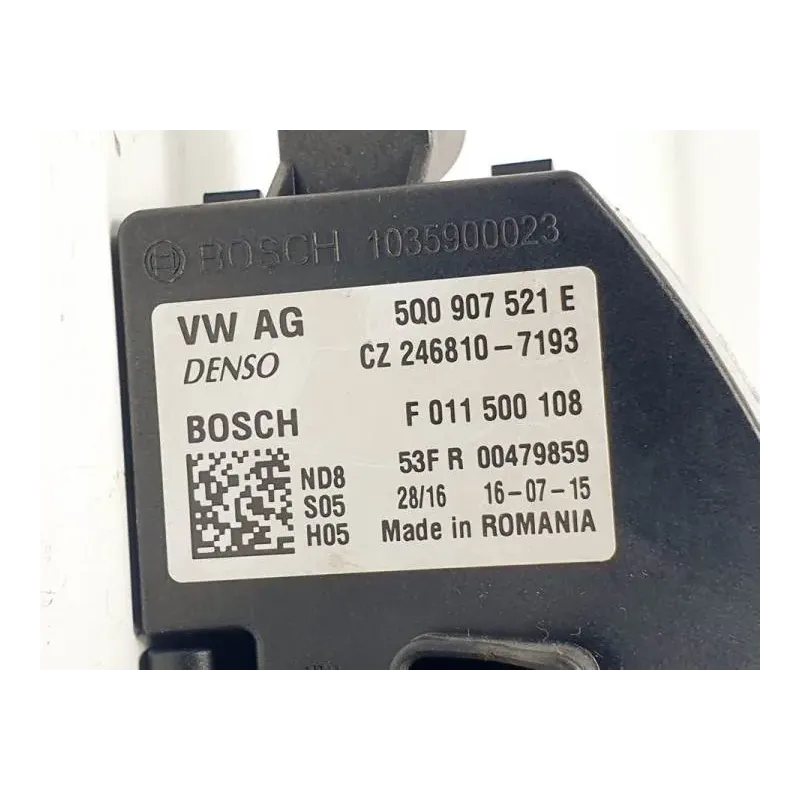 BOSCH 1035900023
VW AG 5Q0 907 521 E
DENSO CZ 246810-7193
BOSCH F 011 500 108
ND8 53F R 00479859
S05 28/16 16-07-15
H05 Made in ROMANIA